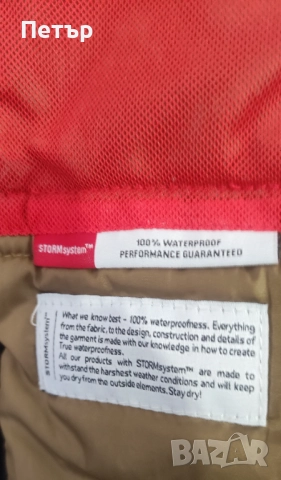 Петър
STORMsystem™
100% WATERPROOF
PERFORMANCE GUARANTEED
STORMsystem™
What we know best - 100% waterproofness. Everything
from the fabric, to the design, construction and details of
the garment is made with our knowledge in how to create
True waterproofness.
All our products with STORMsystem™ are made to
withstand the harshest weather conditions and will keep
you dry from the outside elements. Stay dry!
BAZAR